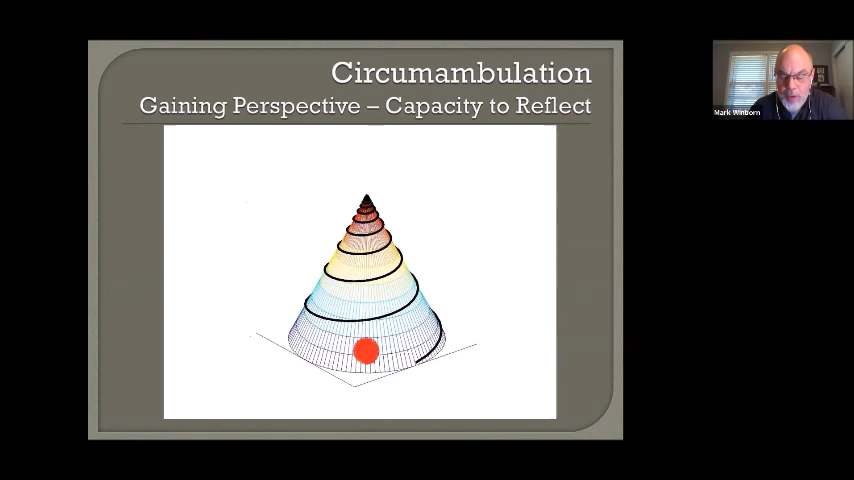 Circumambulation
Gaining Perspective – Capacity to Reflect
Mark Winborn